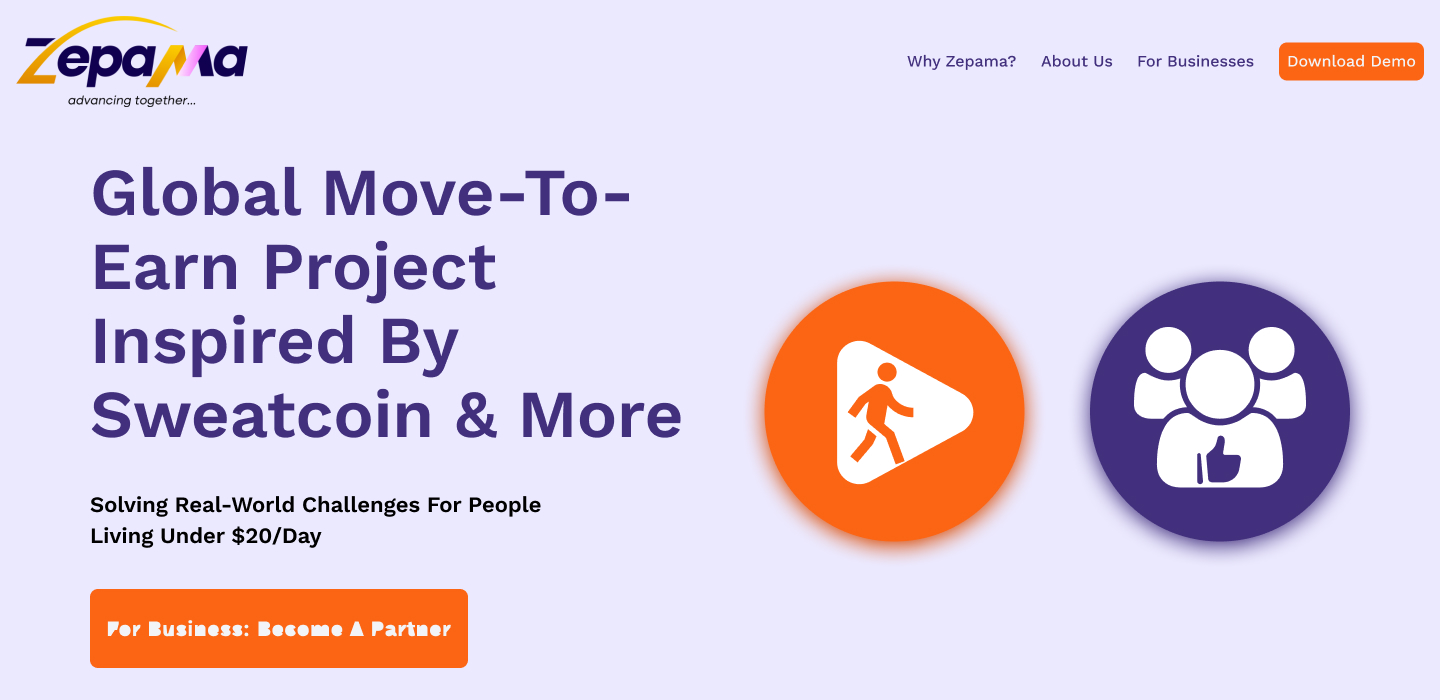 Zepama
advancing together...
Why Zepama? About Us For Businesses Download Demo
Global Move-To-
Earn Project
Inspired By
Sweatcoin & More
Solving Real-World Challenges For People
Living Under $20/Day
For Business: Become A Partner